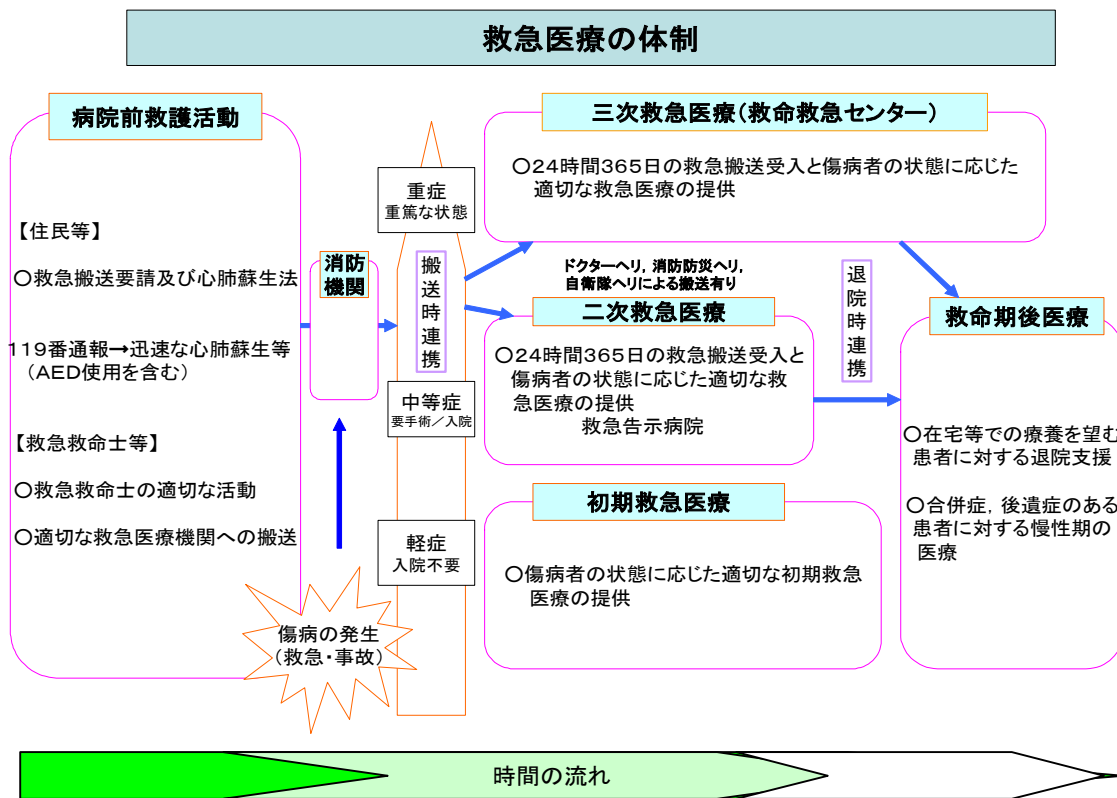 救急医療の体制
病院前救護活動
【住民等】
○救急搬送要請及び心肺蘇生法
119番通報→迅速な心肺蘇生等
(AED使用を含む)
【救急救命士等】
○救急救命士の適切な活動
○適切な救急医療機関への搬送
消防
機関
傷病の発生
(救急・事故)
重症
重篤な状態
搬送時連携
中等症
要手術/入院
軽症
入院不要
三次救急医療(救命救急センター)
○24時間365日の救急搬送受入と傷病者の状態に応じた
適切な救急医療の提供
ドクターヘリ,消防防災ヘリ,
自衛隊ヘリによる搬送有り
二次救急医療
○24時間365日の救急搬送受入と
傷病者の状態に応じた適切な救
急医療の提供
救急告示病院
初期救急医療
○傷病者の状態に応じた適切な初期救急
医療の提供
退院時連携
救命期後医療
○在宅等での療養を望む
患者に対する退院支援
○合併症,後遺症のある
患者に対する慢性期の
医療
時間の流れ